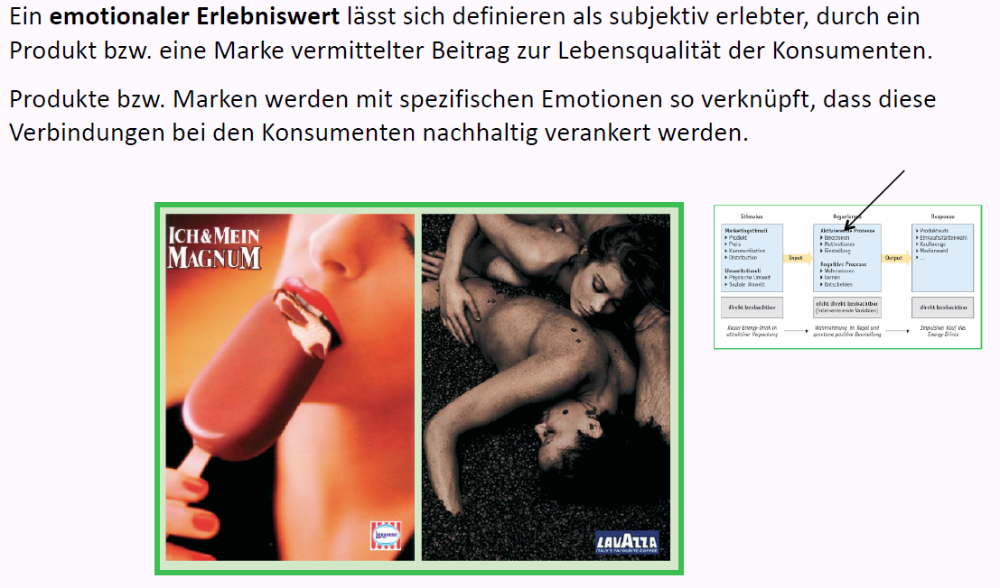 Ein emotionaler Erlebniswert lässt sich definieren als subjektiv erlebter, durch ein
Produkt bzw. eine Marke vermittelter Beitrag zur Lebensqualität der Konsumenten.
Produkte bzw. Marken werden mit spezifischen Emotionen so verknüpft, dass diese
Verbindungen bei den Konsumenten nachhaltig verankert werden.
ICH & MEIN
MAGNUM
Langnese
LAVAZZA
ITALY'S FAVOURITE COFFEE
Stimulus
Marketingstimuli
Produkt
Preis
Kommunikation
Distribution
Umweltstimuli
Physische Umwelt
Soziale Umwelt
direkt beobachtbar
Neuer Energy-Drink in
attraktiver Verpackung
Input
Organismus
Aktivierende Prozesse
Emotionen
Motivationen
Einstellung
Kognitive Prozesse
Wahrnehmen
Lernen
Entscheiden
nicht direkt beobachtbar
(intervenierende Variablen)
Wahrnehmung im Regal und
spontane positive Beurteilung
Output
Response
Produktwahl
Einkaufsstättenwahl
Kaufmenge
Medienwahl
...
direkt beobachtbar
Impulsiver Kauf des
Energy-Drinks